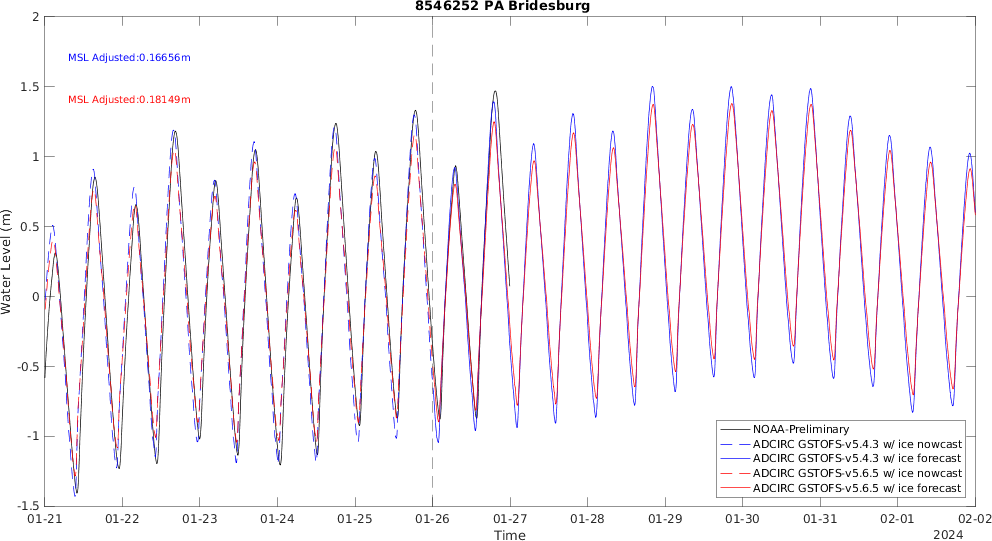 8546252 PA Bridesburg
2
1.5
1
0.5
0
-0.5
-1
-1.5
Water Level (m)
MSL Adjusted:0.16656m
MSL Adjusted:0.18149m
NOAA-Preliminary
ADCIRC GSTOFS-v5.4.3 w/ ice nowcast
ADCIRC GSTOFS-v5.4.3 w/ ice forecast
ADCIRC GSTOFS-v5.6.5 w/ ice nowcast
ADCIRC GSTOFS-v5.6.5 w/ ice forecast
01-21 01-22 01-23 01-24 01-25 01-26 01-27 01-28 01-29 01-30 01-31 02-01 02-02
Time
2024